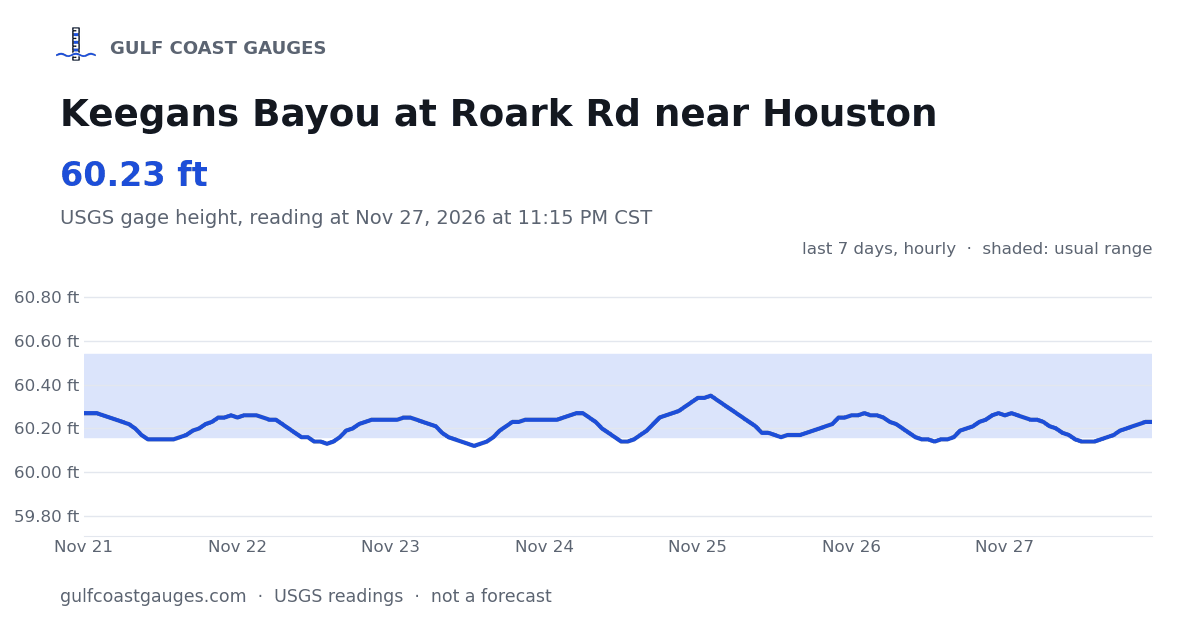 GULF COAST GAUGES
Keegans Bayou at Roark Rd near Houston
60.23 ft
USGS gage height, reading at Nov 27, 2026 at 11:15 PM CST
last 7 days, hourly · shaded: usual range
60.80 ft
60.60 ft
60.40 ft
60.20 ft
60.00 ft
59.80 ft
Nov 21 Nov 22 Nov 23 Nov 24 Nov 25 Nov 26 Nov 27
gulfcoastgauges.com · USGS readings · not a forecast